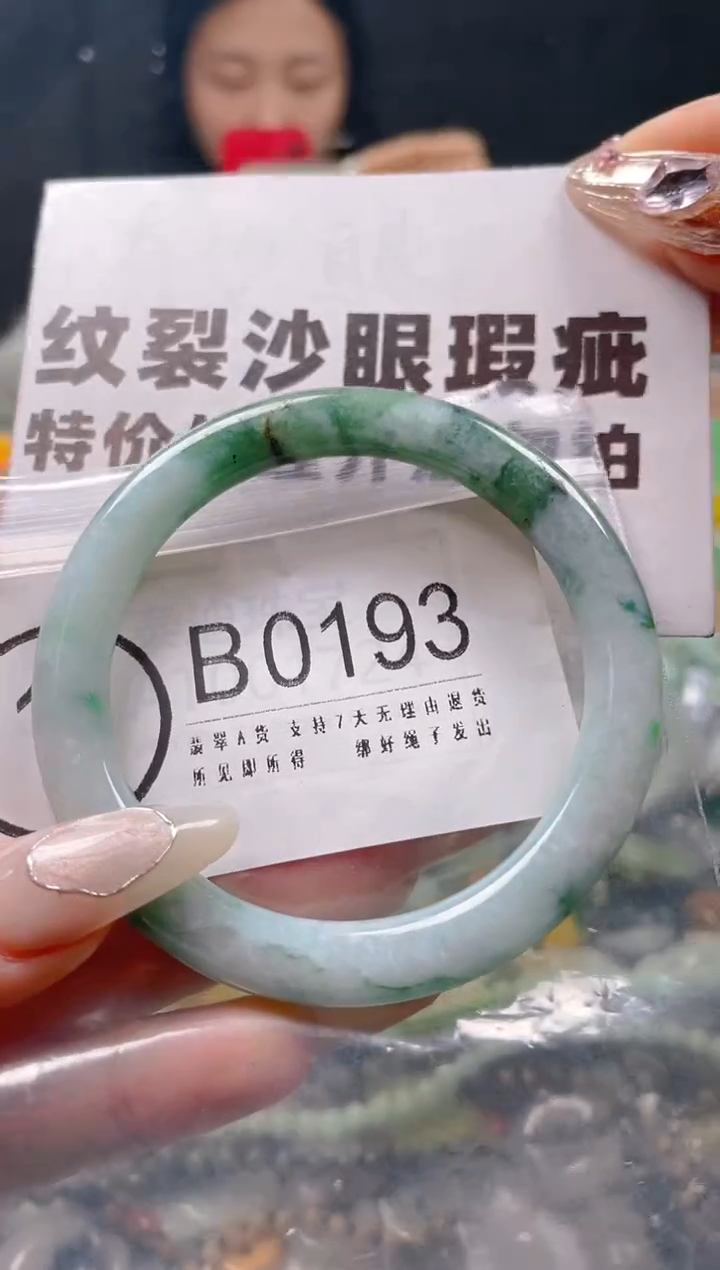 纹裂沙眼瑕疵
特价
拍
B0193
翡翠A货 支持7天无理由退货
所见即所得 绑好绳子发出